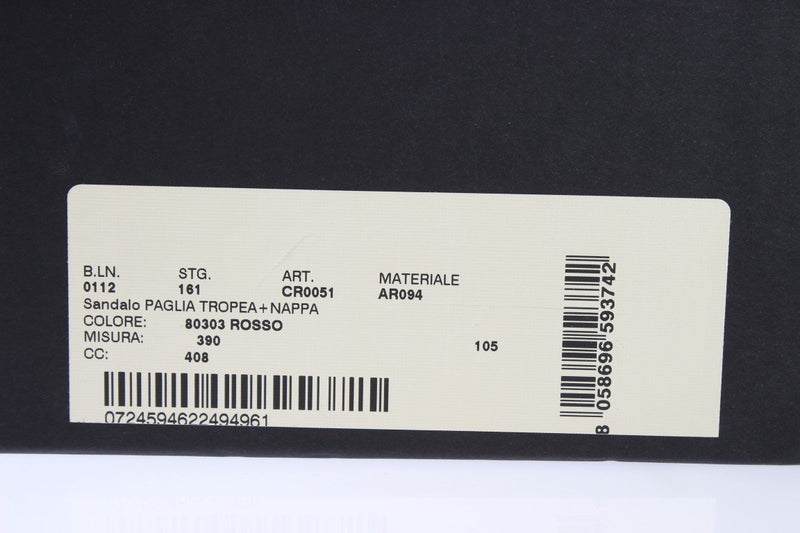 B.LN. STG. ART. MATERIALE
0112 161 CR0051 AR094
Sandalo PAGLIA TROPEA+NAPPA
COLORE: 80303 ROSSO
MISURA: 390
CC: 408
105
0724594622494961
8 058696 593742